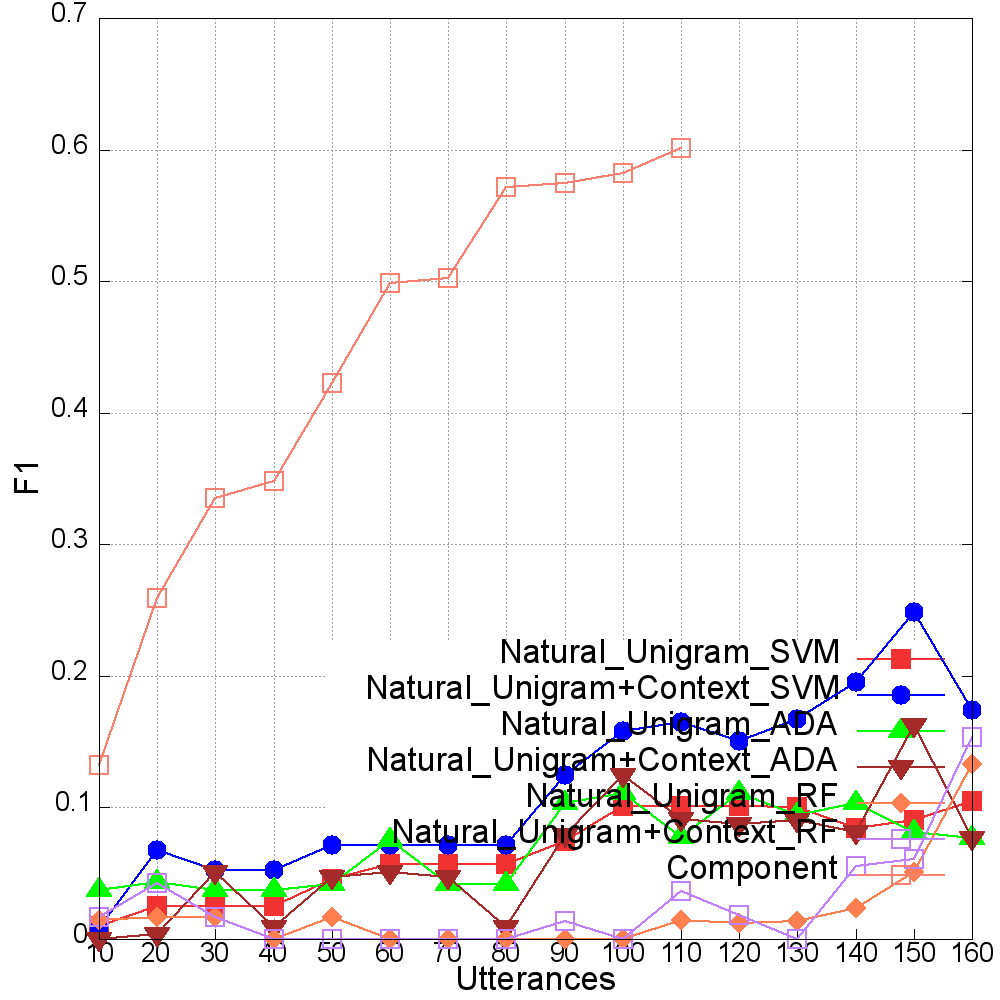 0.7
0.6
0.5
0.4
0.3
0.2
0.1
0
F1
Natural_Unigram_SVM
Natural_Unigram+Context_SVM
Natural_Unigram_ADA
Natural_Unigram+Context_ADA
Natural_Unigram_RF
Natural_Unigram+Context_RF
Component
10 20 30 40 50 60 70 80 90 100 110 120 130 140 150 160
Utterances